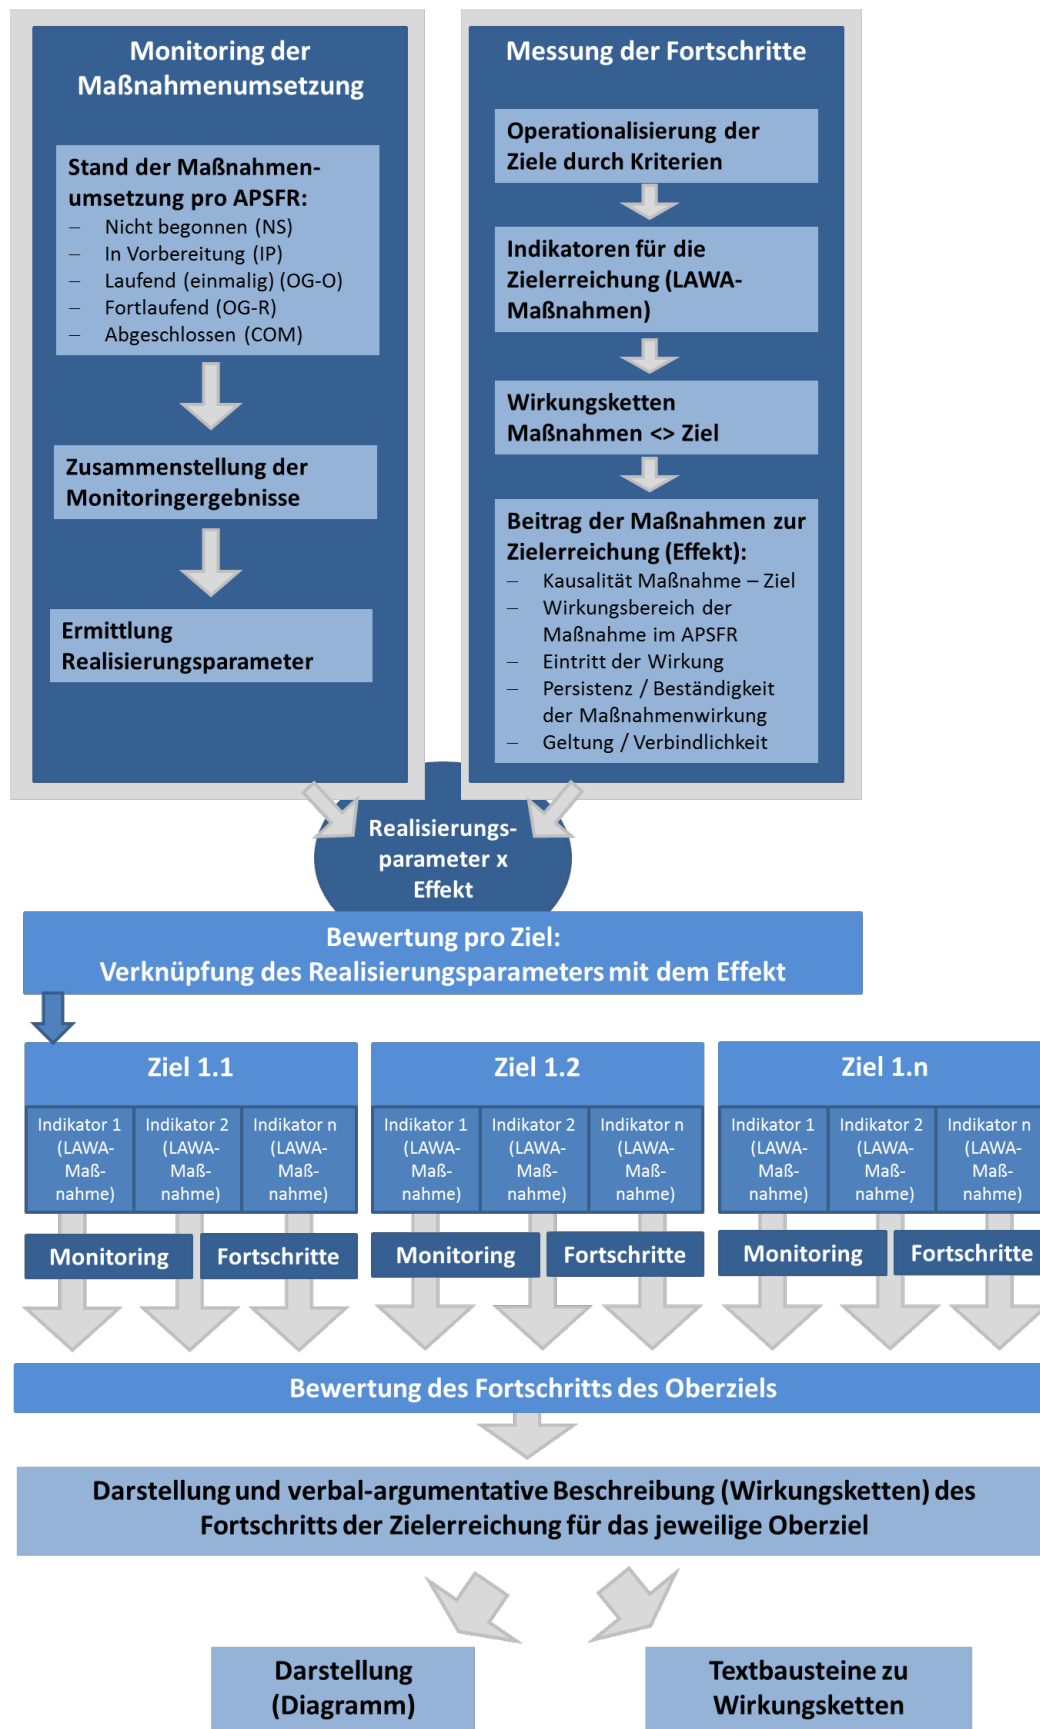 Monitoring der
Maßnahmenumsetzung
Stand der Maßnahmen-
umsetzung pro APSFR:
– Nicht begonnen (NS)
– In Vorbereitung (IP)
– Laufend (einmalig) (OG-O)
– Fortlaufend (OG-R)
– Abgeschlossen (COM)
Zusammenstellung der
Monitoringergebnisse
Ermittlung
Realisierungsparameter
Messung der Fortschritte
Operationalisierung der
Ziele durch Kriterien
Indikatoren für die
Zielerreichung (LAWA-
Maßnahmen)
Wirkungsketten
Maßnahmen <> Ziel
Beitrag der Maßnahmen zur
Zielerreichung (Effekt):
– Kausalität Maßnahme – Ziel
– Wirkungsbereich der
Maßnahme im APSFR
– Eintritt der Wirkung
– Persistenz / Beständigkeit
der Maßnahmenwirkung
– Geltung / Verbindlichkeit
Realisierungs-
parameter x
Effekt
Bewertung pro Ziel:
Verknüpfung des Realisierungsparameters mit dem Effekt
Ziel 1.1
Indikator 1
(LAWA-
Maß-
nahme)
Indikator 2
(LAWA-
Maß-
nahme)
Indikator n
(LAWA-
Maß-
nahme)
Monitoring
Fortschritte
Ziel 1.2
Indikator 1
(LAWA-
Maß-
nahme)
Indikator 2
(LAWA-
Maß-
nahme)
Indikator n
(LAWA-
Maß-
nahme)
Monitoring
Fortschritte
Ziel 1.n
Indikator 1
(LAWA-
Maß-
nahme)
Indikator 2
(LAWA-
Maß-
nahme)
Indikator n
(LAWA-
Maß-
nahme)
Monitoring
Fortschritte
Bewertung des Fortschritts des Oberziels
Darstellung und verbal-argumentative Beschreibung (Wirkungsketten) des
Fortschritts der Zielerreichung für das jeweilige Oberziel
Darstellung
(Diagramm)
Textbausteine zu
Wirkungsketten